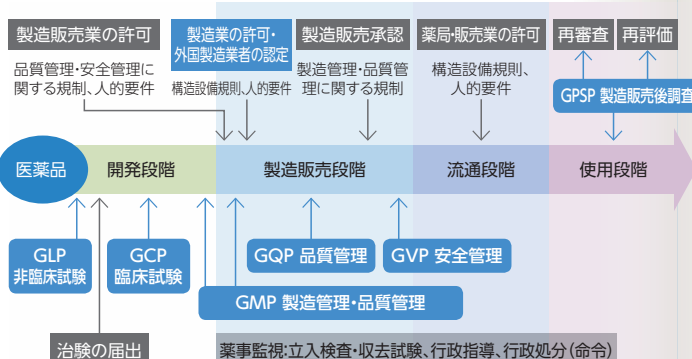 製造販売業の許可
品質管理・安全管理に
関する規制、人的要件
製造業の許可・
外国製造業者の認定
構造設備規則、人的要件
製造販売承認
製造管理・品質管
理に関する規制
薬局・販売業の許可
構造設備規則、
人的要件
再審査
再評価
GPSP 製造販売後調査
医薬品
開発段階
製造販売段階
流通段階
使用段階
GLP
非臨床試験
GCP
臨床試験
GQP 品質管理
GVP 安全管理
GMP 製造管理・品質管理
治験の届出
薬事監視:立入検査・収去試験、行政指導、行政処分(命令)